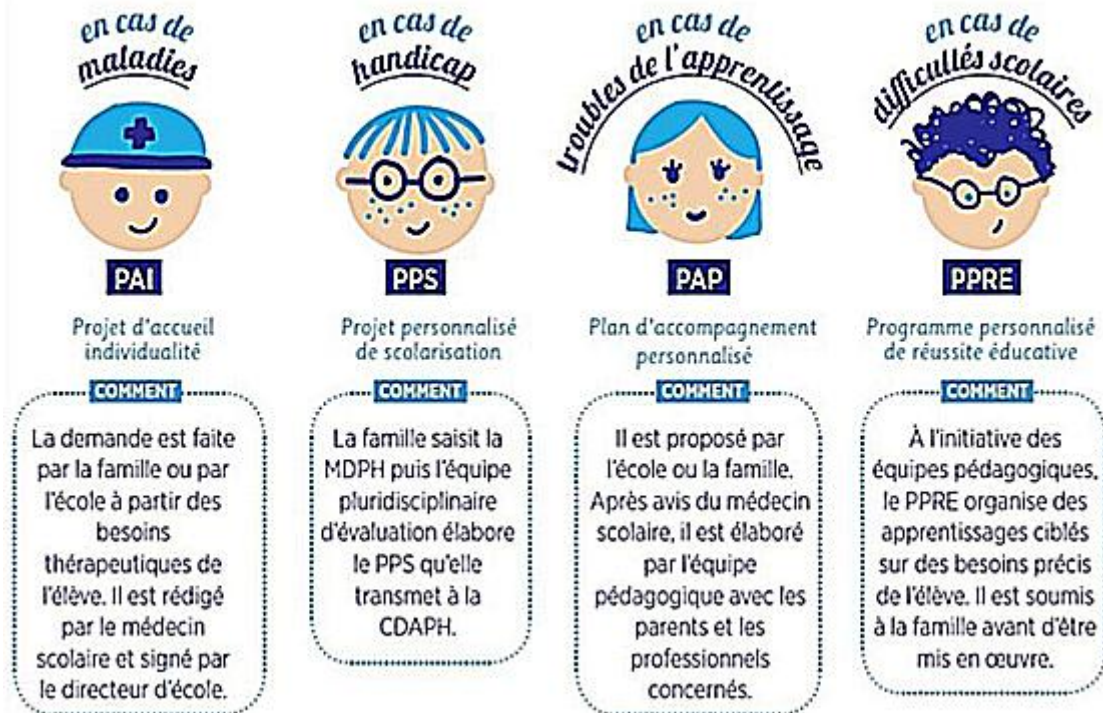 en cas de
maladies
PAI
Projet d'accueil
individualité
COMMENT
La demande est faite
par la famille ou par
l'école à partir des
besoins
thérapeutiques de
l'élève. Il est rédigé
par le médecin
scolaire et signé par
le directeur d'école.
en cas de
handicap
PPS
Projet personnalisé
de scolarisation
COMMENT
La famille saisit la
MDPH puis l'équipe
pluridisciplinaire
d'évaluation élabore
le PPS qu'elle
transmet à la
CDAPH.
en cas de
troubles de l'apprentissage
PAP
Plan d'accompagnement
personnalisé
COMMENT
Il est proposé par
l'école ou la famille.
Après avis du médecin
scolaire, il est élaboré
par l'équipe
pédagogique avec les
parents et les
professionnels
concernés.
en cas de
difficullés scolaires
PPRE
Programme personnalisé
de réussite éducative
COMMENT
À l'initiative des
équipes pédagogiques,
le PPRE organise des
apprentissages ciblés
sur des besoins précis
de l'élève. Il est soumis
à la famille avant d'être
mis en œuvre.